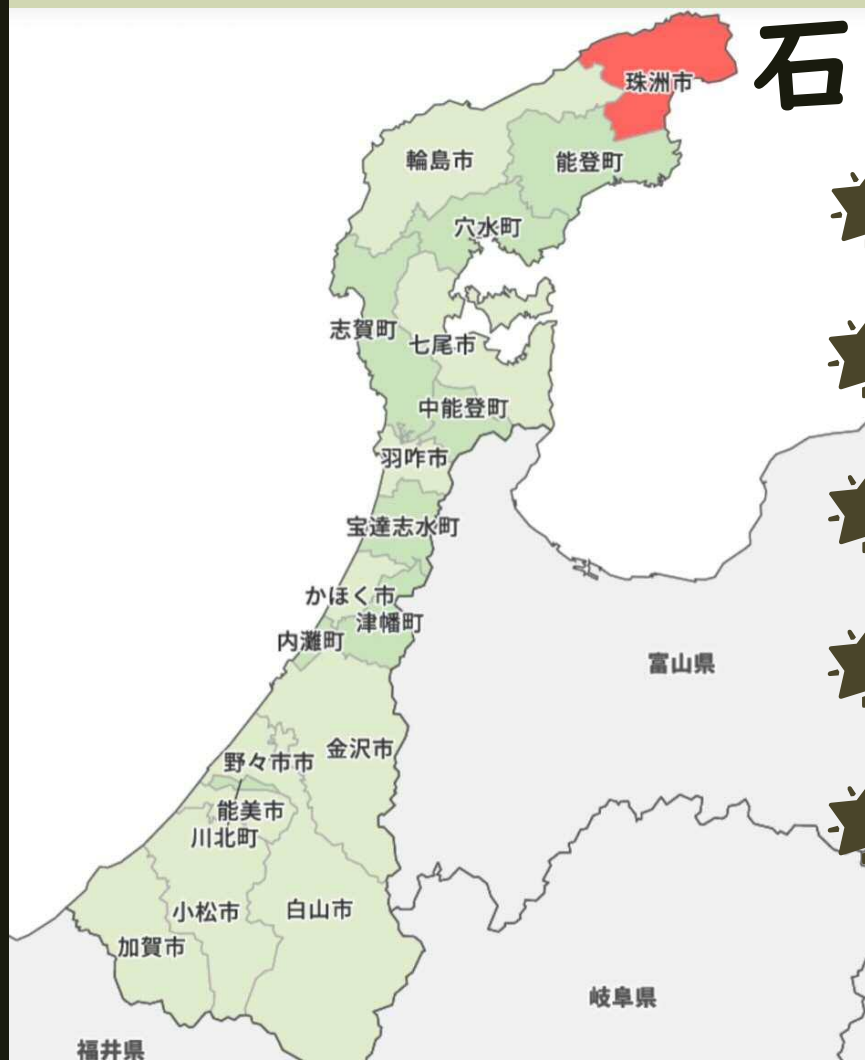 石
珠洲市
輪島市
能登町
穴水町
志賀町
七尾市
中能登町
羽咋市
宝達志水町
かほく市
津幡町
内灘町
富山県
金沢市
野々市市
能美市
川北町
小松市
白山市
加賀市
岐阜県
福井県